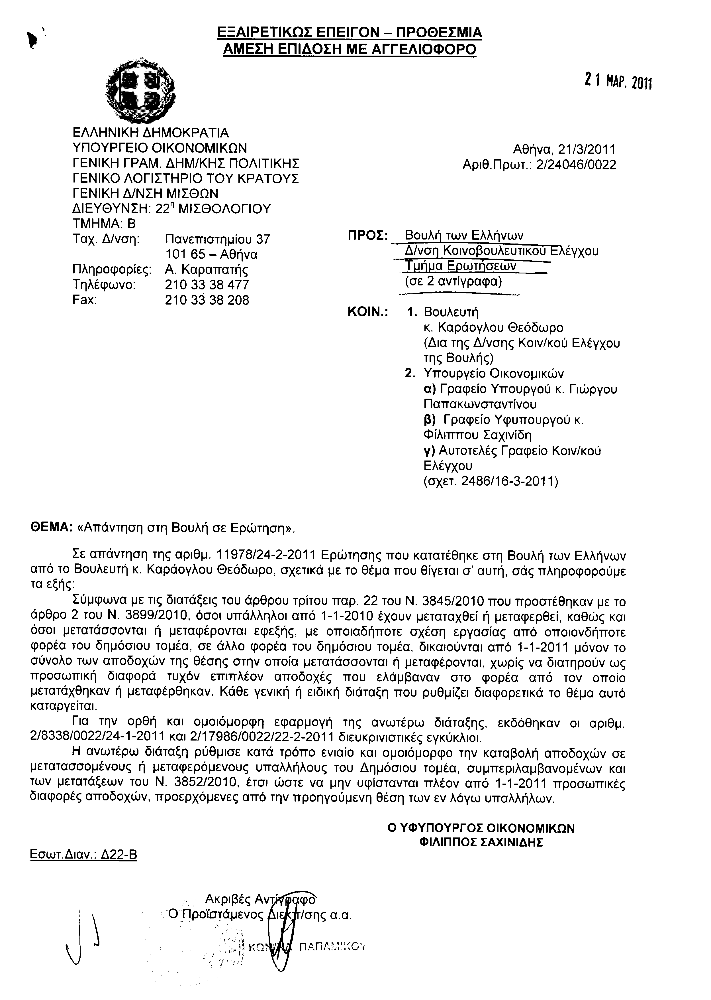 ΕΞΑΙΡΕΤΙΚΩΣ ΕΠΕΙΓΟΝ – ΠΡΟΘΕΣΜΙΑ
ΑΜΕΣΗ ΕΠΙΔΟΣΗ ΜΕ ΑΓΓΕΛΙΟΦΟΡΟ
21 ΜΑΡ. 2011
ΕΛΛΗΝΙΚΗ ΔΗΜΟΚΡΑΤΙΑ
ΥΠΟΥΡΓΕΙΟ ΟΙΚΟΝΟΜΙΚΩΝ
ΓΕΝΙΚΗ ΓΡΑΜ. ΔΗΜ/ΚΗΣ ΠΟΛΙΤΙΚΗΣ
ΓΕΝΙΚΟ ΛΟΓΙΣΤΗΡΙΟ ΤΟΥ ΚΡΑΤΟΥΣ
ΓΕΝΙΚΗ Δ/ΝΣΗ ΜΙΣΘΩΝ
ΔΙΕΥΘΥΝΣΗ: 22η ΜΙΣΘΟΛΟΓΙΟΥ
ΤΜΗΜΑ: Β
Ταχ. Δ/νση: Πανεπιστημίου 37
101 65 – Αθήνα
Πληροφορίες: Α. Καραπατής
Τηλέφωνο: 210 33 38 477
Fax: 210 33 38 208
Αθήνα, 21/3/2011
Αριθ.Πρωτ.: 2/24046/0022
ΠΡΟΣ: Βουλή των Ελλήνων
Δ/νση Κοινοβουλευτικού Ελέγχου
Τμήμα Ερωτήσεων
(σε 2 αντίγραφα)
ΚΟΙΝ.: 1. Βουλευτή
κ. Καράογλου Θεόδωρο
(Δια της Δ/νσης Κοιν/κού Ελέγχου
της Βουλής)
2. Υπουργείο Οικονομικών
α) Γραφείο Υπουργού κ. Γιώργου
Παπακωνσταντίνου
β) Γραφείο Υφυπουργού κ.
Φίλιππου Σαχινίδη
γ) Αυτοτελές Γραφείο Κοιν/κού
Ελέγχου
(σχετ. 2486/16-3-2011)
ΘΕΜΑ: «Απάντηση στη Βουλή σε Ερώτηση».
Σε απάντηση της αριθμ. 11978/24-2-2011 Ερώτησης που κατατέθηκε στη Βουλή των Ελλήνων
από το Βουλευτή κ. Καράογλου Θεόδωρο, σχετικά με το θέμα που θίγεται σ' αυτή, σάς πληροφορούμε
τα εξής:
Σύμφωνα με τις διατάξεις του άρθρου τρίτου παρ. 22 του Ν. 3845/2010 που προστέθηκαν με το
άρθρο 2 του Ν. 3899/2010, όσοι υπάλληλοι από 1-1-2010 έχουν μεταταχθεί ή μεταφερθεί, καθώς και
όσοι μετατάσσονται ή μεταφέρονται εφεξής, με οποιαδήποτε σχέση εργασίας από οποιονδήποτε
φορέα του δημόσιου τομέα, σε άλλο φορέα του δημόσιου τομέα, δικαιούνται από 1-1-2011 μόνον το
σύνολο των αποδοχών της θέσης στην οποία μετατάσσονται ή μεταφέρονται, χωρίς να διατηρούν ως
προσωπική διαφορά τυχόν επιπλέον αποδοχές που ελάμβαναν στο φορέα από τον οποίο
μετατάχθηκαν ή μεταφέρθηκαν. Κάθε γενική ή ειδική διάταξη που ρυθμίζει διαφορετικά το θέμα αυτό
καταργείται.
Για την ορθή και ομοιόμορφη εφαρμογή της ανωτέρω διάταξης, εκδόθηκαν οι αριθμ.
2/8338/0022/24-1-2011 και 2/17986/0022/22-2-2011 διευκρινιστικές εγκύκλιοι.
Η ανωτέρω διάταξη ρύθμισε κατά τρόπο ενιαίο και ομοιόμορφο την καταβολή αποδοχών σε
μετατασσομένους ή μεταφερόμενους υπαλλήλους του Δημόσιου τομέα, συμπεριλαμβανομένων και
των μετατάξεων του Ν. 3852/2010, έτσι ώστε να μην υφίστανται πλέον από 1-1-2011 προσωπικές
διαφορές αποδοχών, προερχόμενες από την προηγούμενη θέση των εν λόγω υπαλλήλων.
Ο ΥΦΥΠΟΥΡΓΟΣ ΟΙΚΟΝΟΜΙΚΩΝ
ΦΙΛΙΠΠΟΣ ΣΑΧΙΝΙΔΗΣ
Εσωτ.Διαν.: Δ22-Β
Ακριβές Αντίγραφο
Ο Προϊστάμενος Διεκπ/σης α.α.